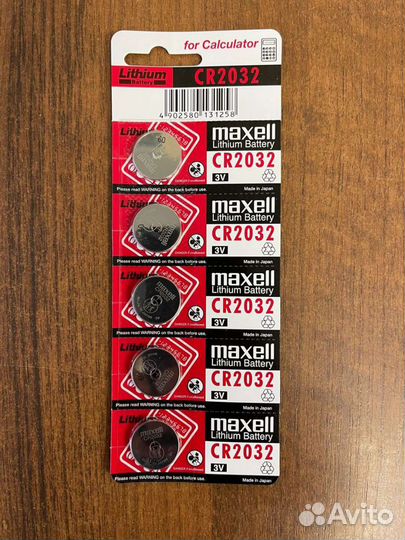 for Calculator
Lithium
Battery
CR2032
4 902580 131258
maxell
Lithium Battery
CR2032
3V
Please read WARNING on the back before use.
Made in Japan
maxell
Lithium Battery
CR2032
3V
Please read WARNING on the back before use.
Made in Japan
maxell
Lithium Battery
CR2032
3V
Please read WARNING on the back before use.
Made in Japan
maxell
Lithium Battery
CR2032
3V
Please read WARNING on the back before use.
Made in Japan
maxell
Lithium Battery
CR2032
3V
Please read WARNING on the back before use.
Made in Japan
Avito